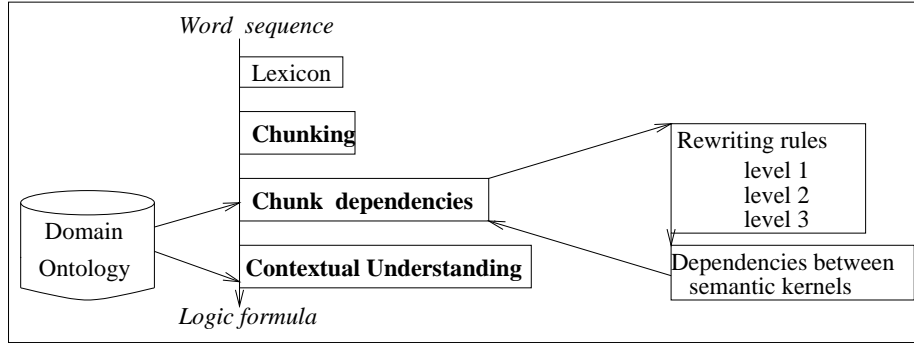 Word sequence
Lexicon
Chunking
Chunk dependencies
Contextual Understanding
Logic formula
Domain
Ontology
Rewriting rules
level 1
level 2
level 3
Dependencies between
semantic kernels